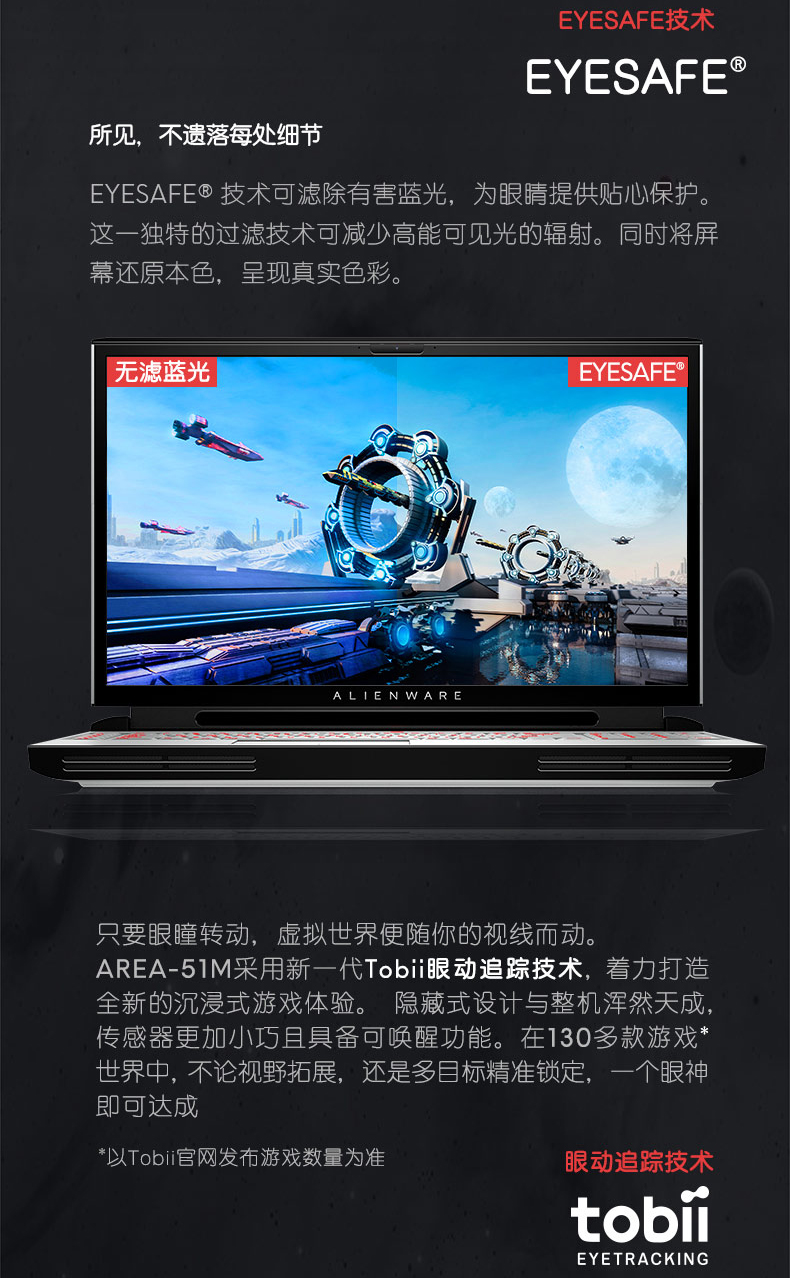 EYESAFE技术
EYESAFE®
所见，不遗落每处细节
EYESAFE® 技术可滤除有害蓝光，为眼睛提供贴心保护。
这一独特的过滤技术可减少高能可见光的辐射。同时将屏
幕还原本色，呈现真实色彩。
无滤蓝光
EYESAFE®
ALIENWARE
只要眼瞳转动，虚拟世界便随你的视线而动。
AREA-51M采用新一代Tobii眼动追踪技术，着力打造
全新的沉浸式游戏体验。 隐藏式设计与整机浑然天成，
传感器更加小巧且具备可唤醒功能。在130多款游戏*
世界中，不论视野拓展，还是多目标精准锁定，一个眼神
即可达成
*以Tobii官网发布游戏数量为准
眼动追踪技术
tobii
EYETRACKING